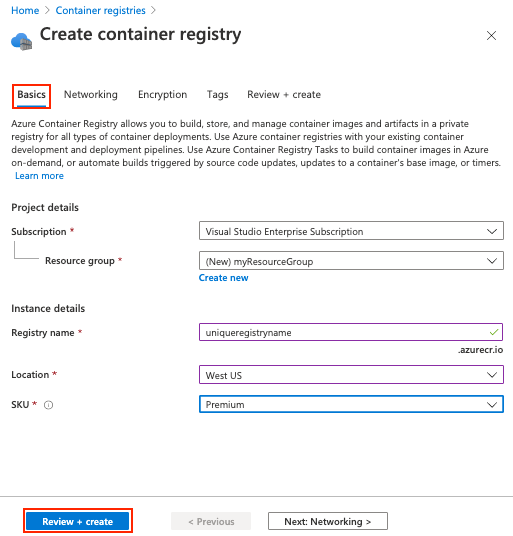 Home > Container registries >
Create container registry
Basics Networking Encryption Tags Review + create
Azure Container Registry allows you to build, store, and manage container images and artifacts in a private
registry for all types of container deployments. Use Azure container registries with your existing container
development and deployment pipelines. Use Azure Container Registry Tasks to build container images in Azure
on-demand, or automate builds triggered by source code updates, updates to a container's base image, or timers.
Learn more
Project details
Subscription * Visual Studio Enterprise Subscription
Resource group * (New) myResourceGroup
Create new
Instance details
Registry name * uniqueregistryname
.azurecr.io
Location * West US
SKU * Premium
Review + create < Previous Next: Networking >